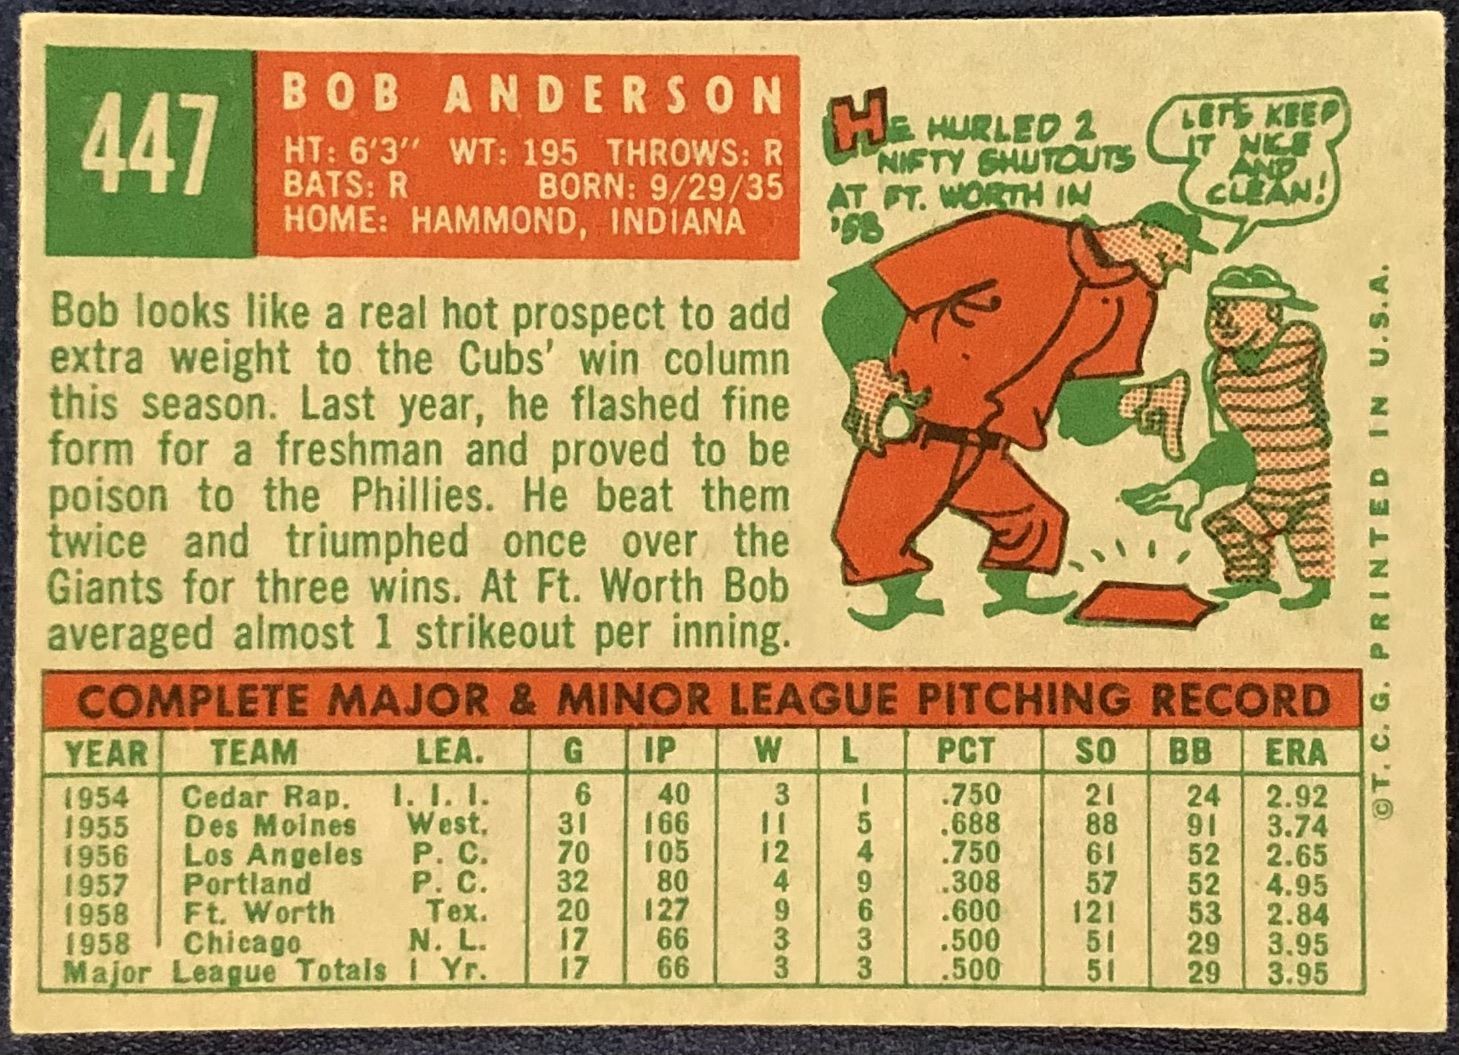 447
BOB ANDERSON
HT: 6'3" WT: 195 THROWS: R
BATS: R BORN: 9/29/35
HOME: HAMMOND, INDIANA
HE HURLED 2
NIFTY SHUTOUTS
AT FT. WORTH IN
'58
LET'S KEEP
IT NICE
AND
CLEAN!
Bob looks like a real hot prospect to add
extra weight to the Cubs' win column
this season. Last year, he flashed fine
form for a freshman and proved to be
poison to the Phillies. He beat them
twice and triumphed once over the
Giants for three wins. At Ft. Worth Bob
averaged almost 1 strikeout per inning.
COMPLETE MAJOR & MINOR LEAGUE PITCHING RECORD
YEAR TEAM LEA. G IP W L PCT SO BB ERA
1954 Cedar Rap. I. I. I. 6 40 3 1 .750 21 24 2.92
1955 Des Moines West. 31 166 11 5 .688 88 91 3.74
1956 Los Angeles P. C. 70 105 12 4 .750 61 52 2.65
1957 Portland P. C. 32 80 4 9 .308 57 52 4.95
1958 Ft. Worth Tex. 20 127 9 6 .600 121 53 2.84
1958 Chicago N. L. 17 66 3 3 .500 51 29 3.95
Major League Totals 1 Yr. 17 66 3 3 .500 51 29 3.95
©T. C. G. PRINTED IN U.S.A.